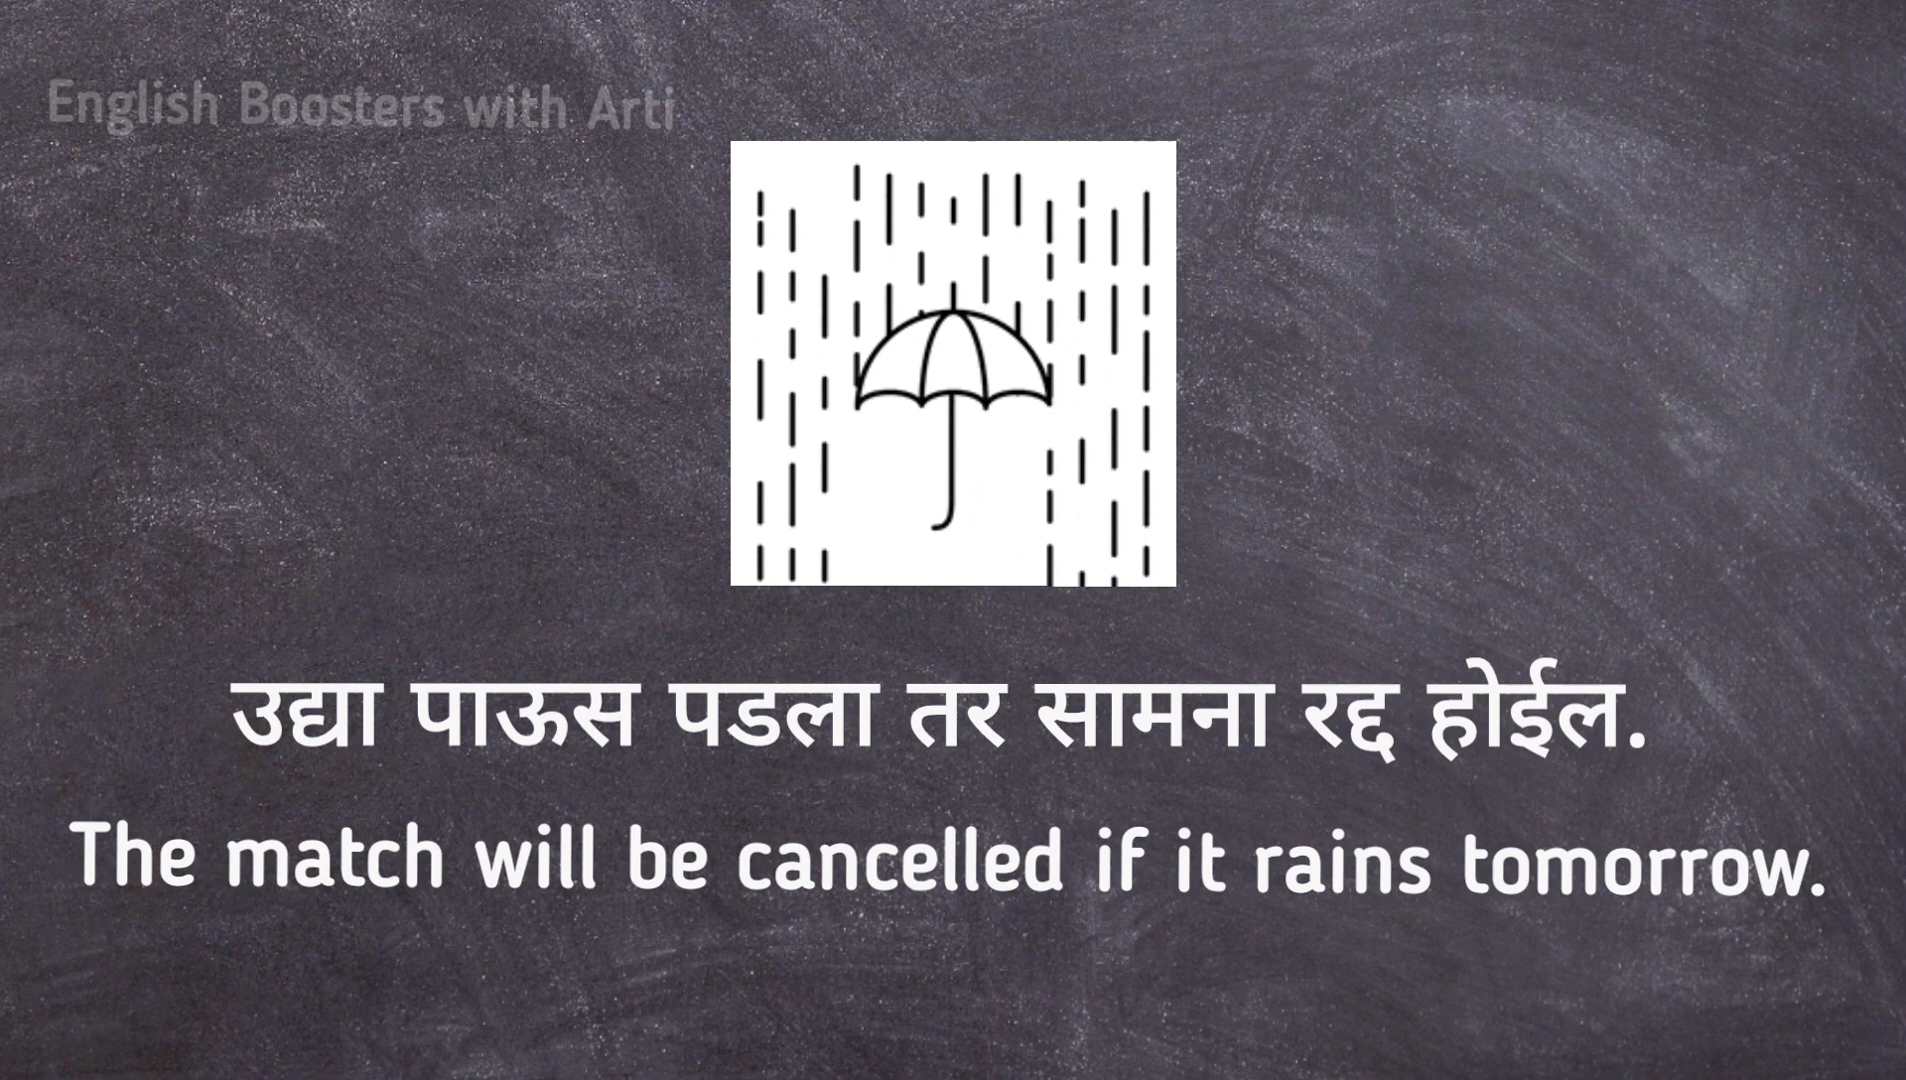 English Boosters with Arti
उद्या पाऊस पडला तर सामना रद्द होईल.
The match will be cancelled if it rains tomorrow.